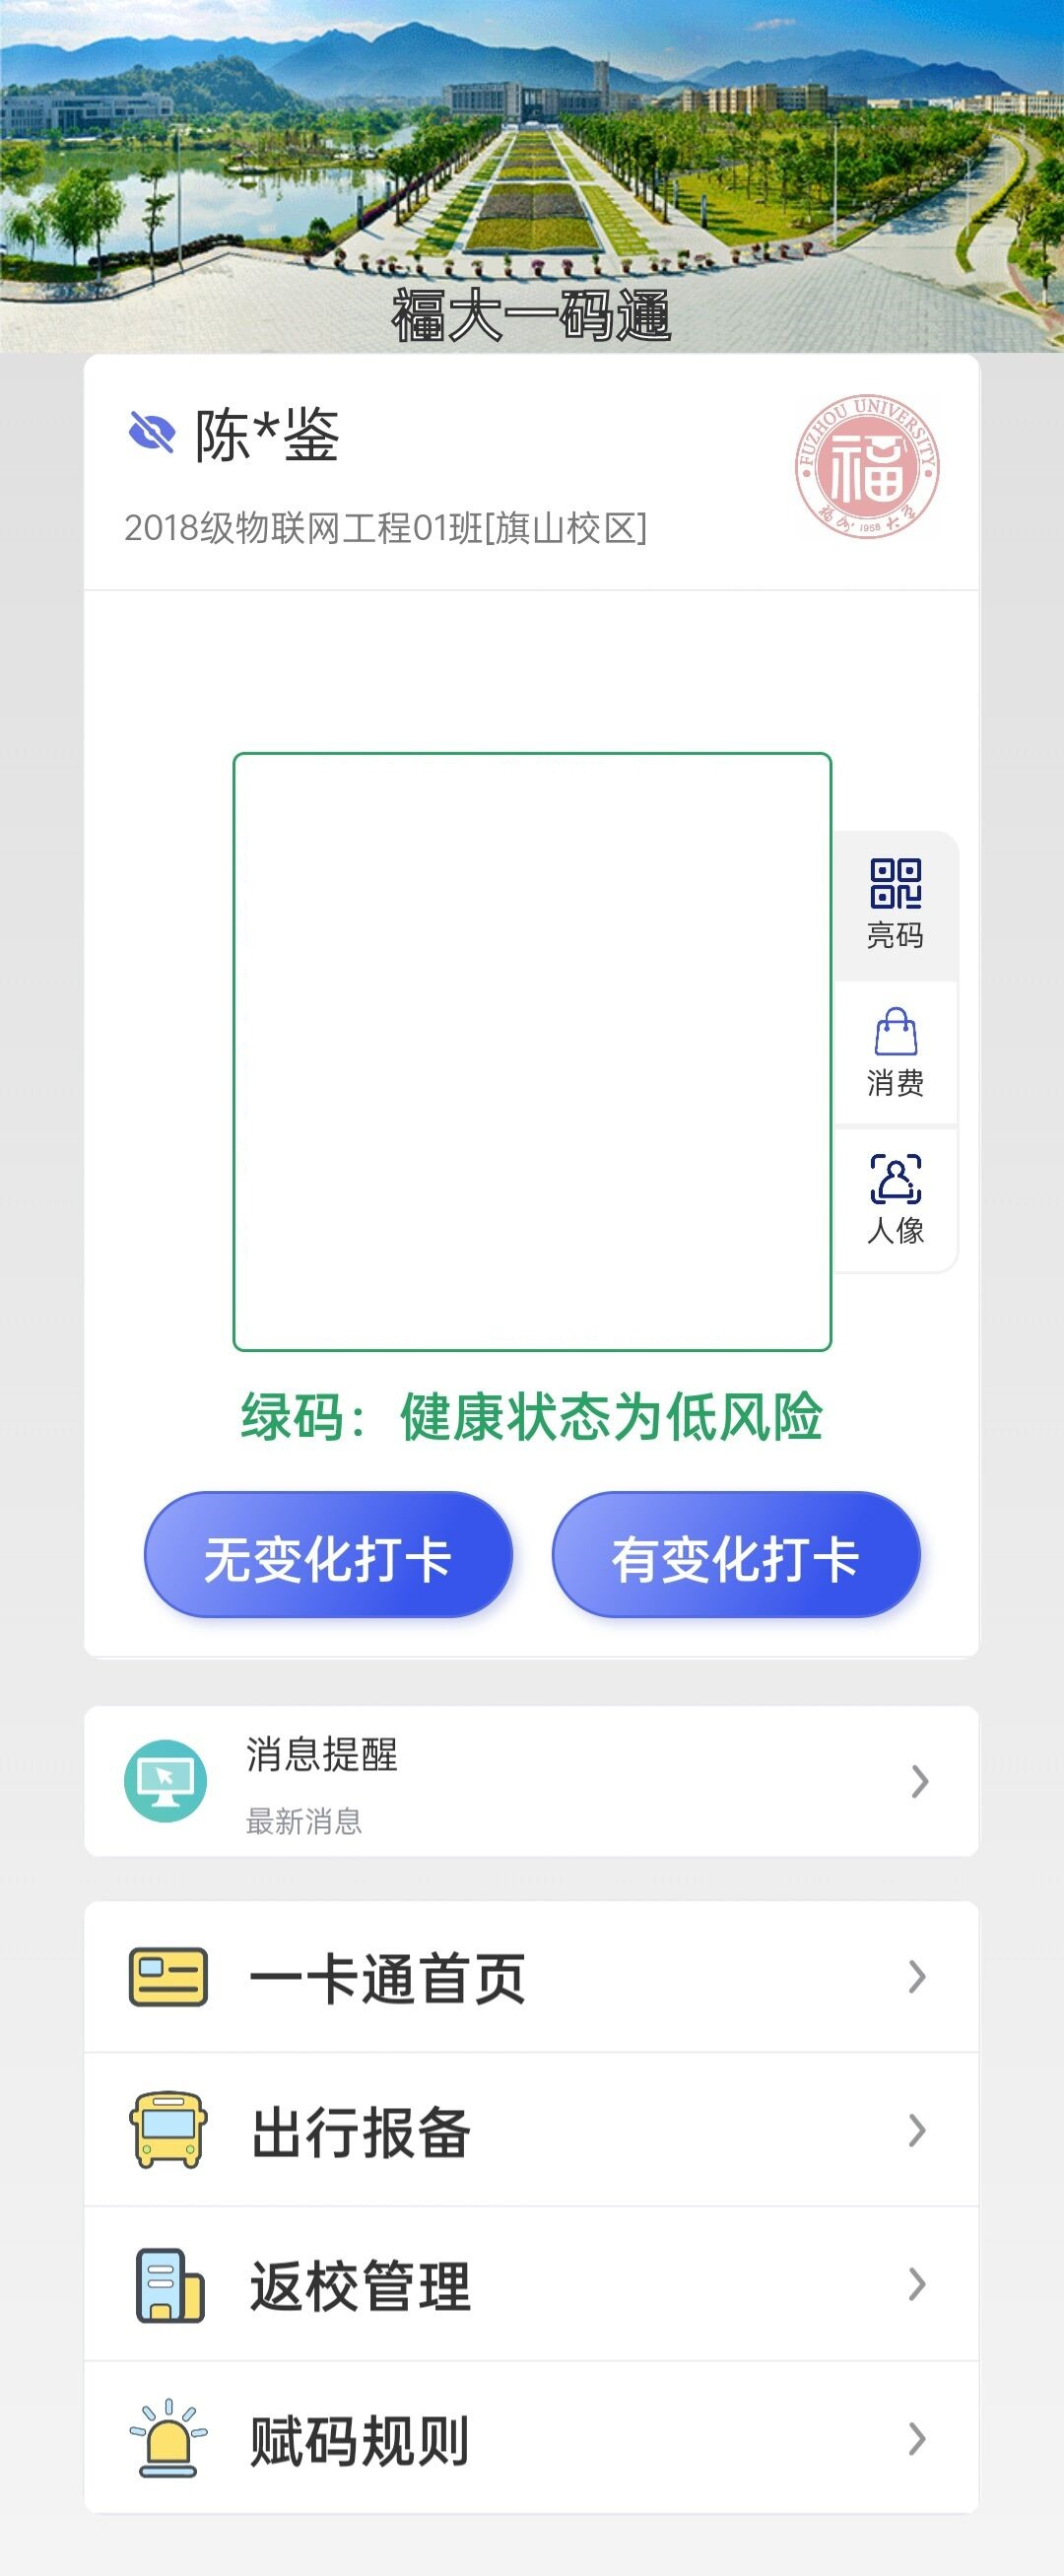 福大一码通
陈*鉴
FUZHOU UNIVERSITY
福
福州大学
1958
2018级物联网工程01班[旗山校区]
亮码
消费
人像
绿码：健康状态为低风险
无变化打卡
有变化打卡
消息提醒
最新消息
一卡通首页
出行报备
返校管理
赋码规则